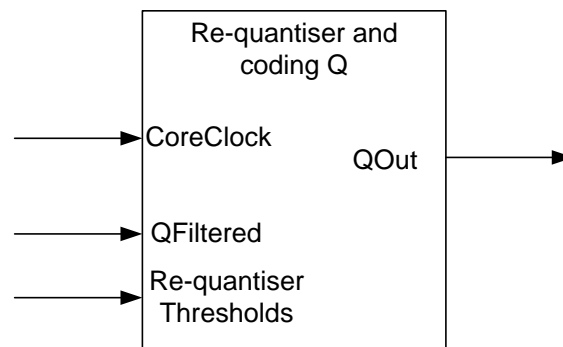 Re-quantiser and
coding Q
CoreClock
QOut
QFiltered
Re-quantiser
Thresholds